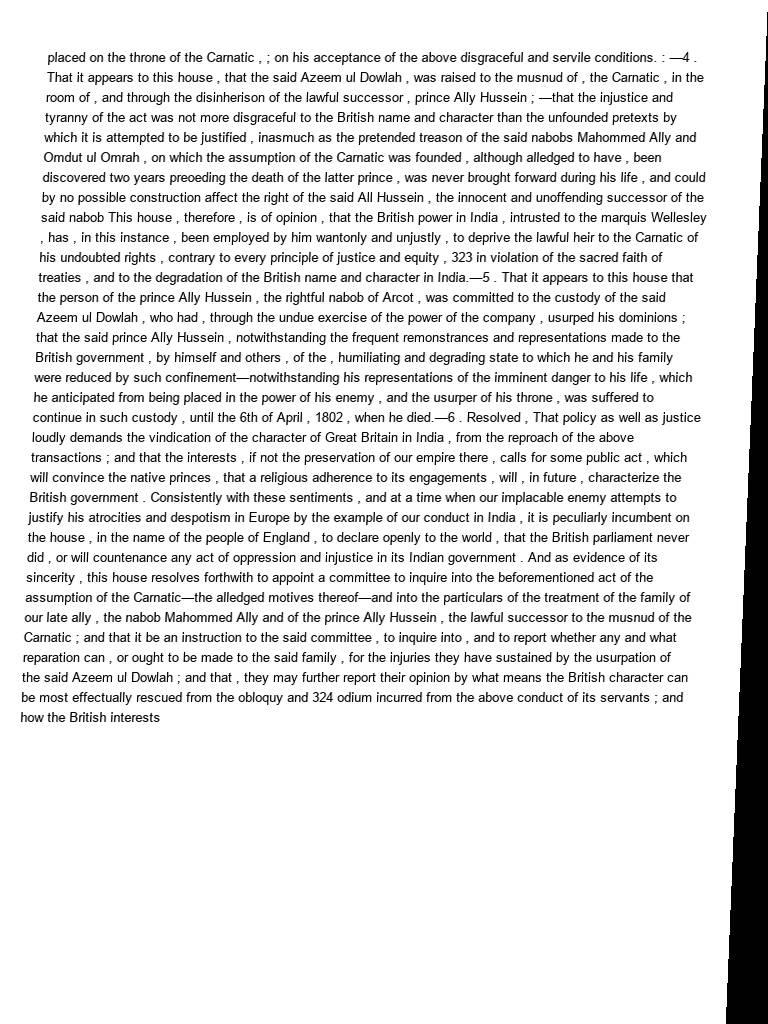 placed on the throne of the Carnatic , ; on his acceptance of the above disgraceful and servile conditions. : —4 .
That it appears to this house , that the said Azeem ul Dowlah , was raised to the musnud of , the Carnatic , in the
room of , and through the disinherison of the lawful successor , prince Ally Hussein ; —that the injustice and
tyranny of the act was not more disgraceful to the British name and character than the unfounded pretexts by
which it is attempted to be justified , inasmuch as the pretended treason of the said nabobs Mahommed Ally and
Omdut ul Omrah , on which the assumption of the Carnatic was founded , although alledged to have , been
discovered two years preoeding the death of the latter prince , was never brought forward during his life , and could
by no possible construction affect the right of the said All Hussein , the innocent and unoffending successor of the
said nabob This house , therefore , is of opinion , that the British power in India , intrusted to the marquis Wellesley
, has , in this instance , been employed by him wantonly and unjustly , to deprive the lawful heir to the Carnatic of
his undoubted rights , contrary to every principle of justice and equity , 323 in violation of the sacred faith of
treaties , and to the degradation of the British name and character in India.—5 . That it appears to this house that
the person of the prince Ally Hussein , the rightful nabob of Arcot , was committed to the custody of the said
Azeem ul Dowlah , who had , through the undue exercise of the power of the company , usurped his dominions ;
that the said prince Ally Hussein , notwithstanding the frequent remonstrances and representations made to the
British government , by himself and others , of the , humiliating and degrading state to which he and his family
were reduced by such confinement—notwithstanding his representations of the imminent danger to his life , which
he anticipated from being placed in the power of his enemy , and the usurper of his throne , was suffered to
continue in such custody , until the 6th of April , 1802 , when he died.—6 . Resolved , That policy as well as justice
loudly demands the vindication of the character of Great Britain in India , from the reproach of the above
transactions ; and that the interests , if not the preservation of our empire there , calls for some public act , which
will convince the native princes , that a religious adherence to its engagements , will , in future , characterize the
British government . Consistently with these sentiments , and at a time when our implacable enemy attempts to
justify his atrocities and despotism in Europe by the example of our conduct in India , it is peculiarly incumbent on
the house , in the name of the people of England , to declare openly to the world , that the British parliament never
did , or will countenance any act of oppression and injustice in its Indian government . And as evidence of its
sincerity , this house resolves forthwith to appoint a committee to inquire into the beforementioned act of the
assumption of the Carnatic—the alledged motives thereof—and into the particulars of the treatment of the family of
our late ally , the nabob Mahommed Ally and of the prince Ally Hussein , the lawful successor to the musnud of the
Carnatic ; and that it be an instruction to the said committee , to inquire into , and to report whether any and what
reparation can , or ought to be made to the said family , for the injuries they have sustained by the usurpation of
the said Azeem ul Dowlah ; and that , they may further report their opinion by what means the British character can
be most effectually rescued from the obloquy and 324 odium incurred from the above conduct of its servants ; and
how the British interests